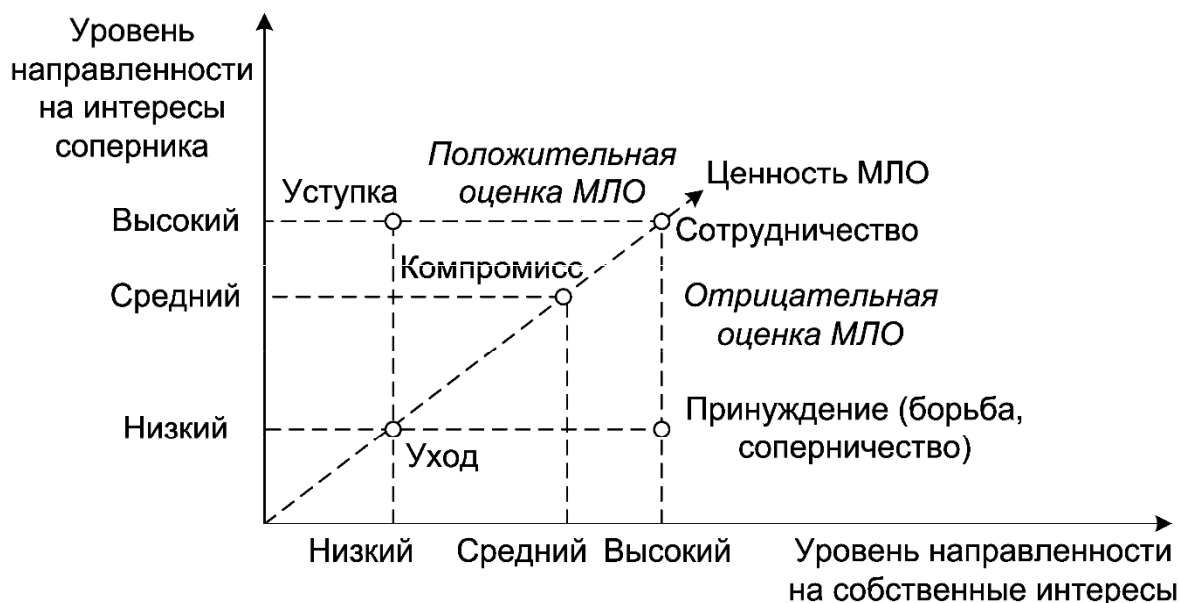 Уровень
направленности
на интересы
соперника
Положительная
оценка МЛО
Ценность МЛО
Уступка
Высокий
Сотрудничество
Компромисс
Средний
Отрицательная
оценка МЛО
Низкий
Принуждение (борьба,
соперничество)
Уход
Низкий Средний Высокий
Уровень направленности
на собственные интересы